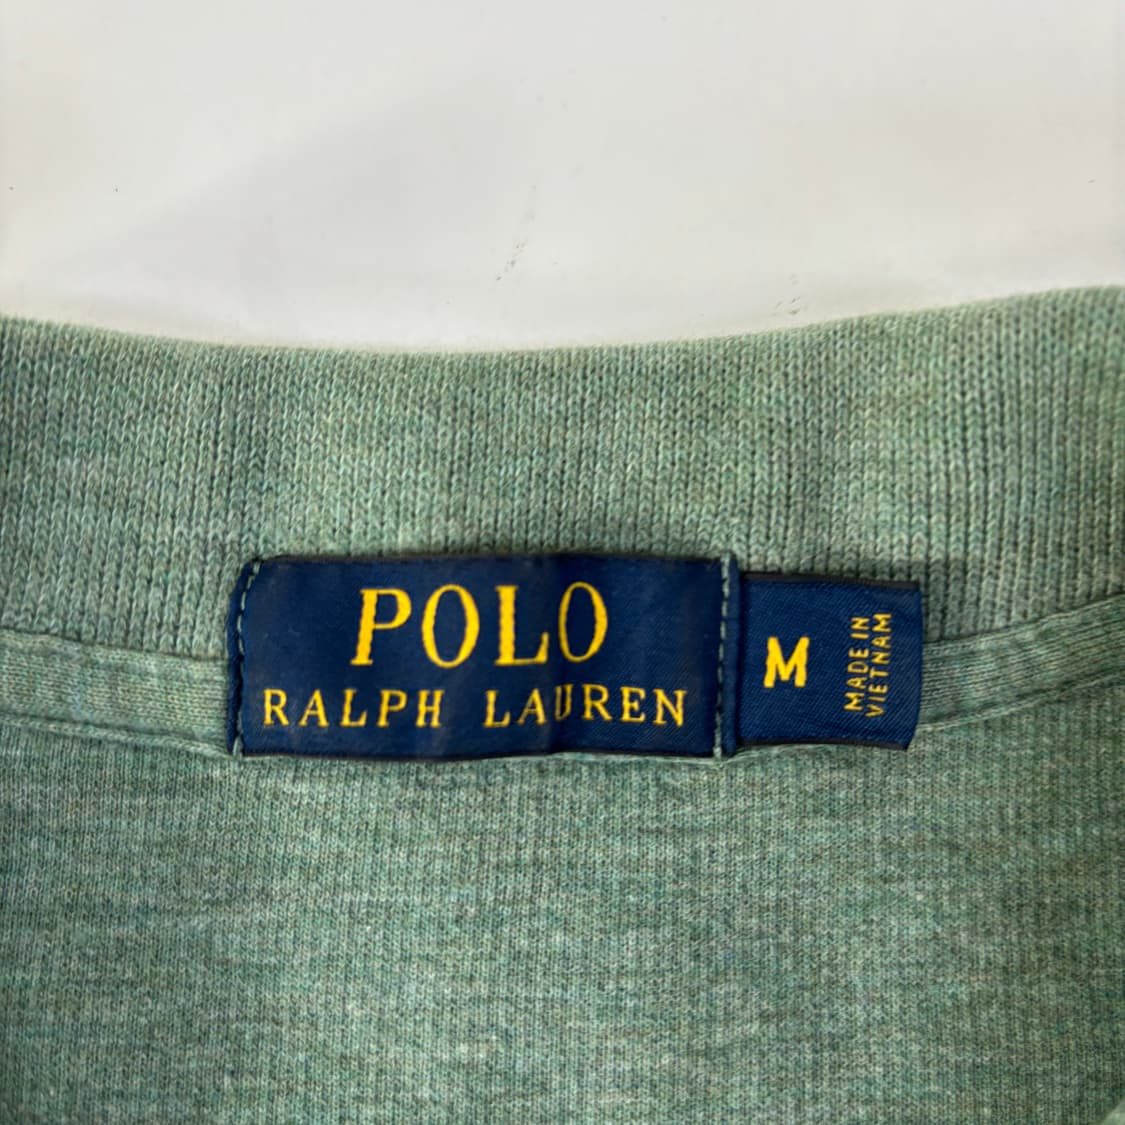 POLO
RALPH LAUREN
M
MADE IN
VIETNAM